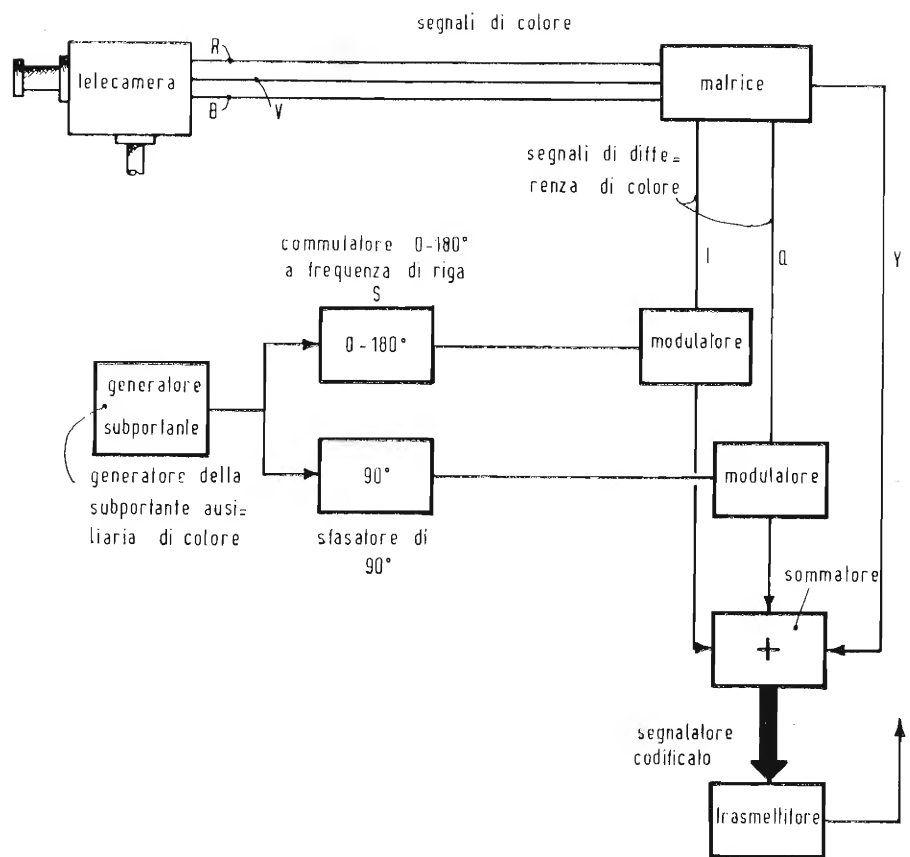 segnali di colore
R
telecamera
B
V
matrice
segnali di diffe=
renza di colore
I
Q
Y
commutatore 0-180°
a frequenza di riga
S
0-180°
modulatore
generatore
subportante
generatore della
subportante ausi=
liaria di colore
90°
sfasatore di
90°
modulatore
sommatore
+
segnalatore
codificato
trasmettitore